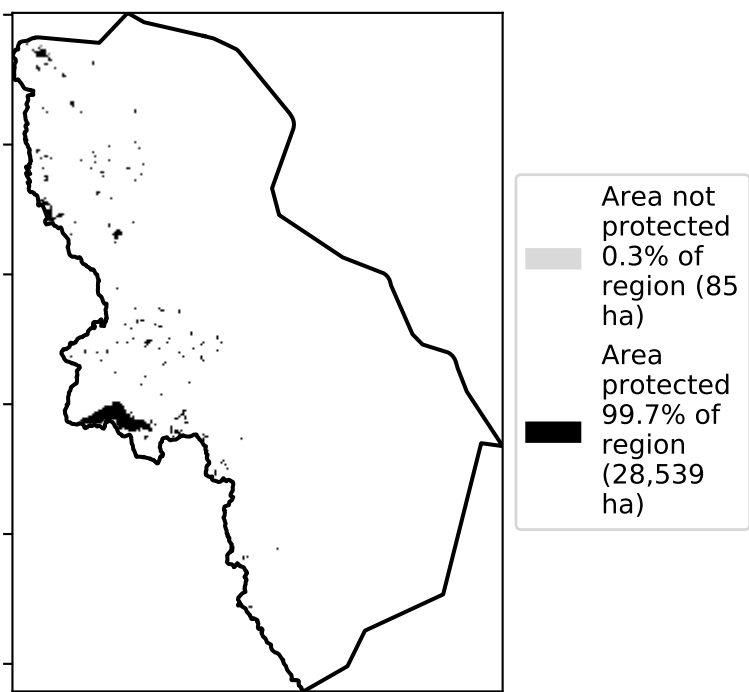 Area not
protected
0.3% of
region (85
ha)
Area
protected
99.7% of
region
(28,539
ha)